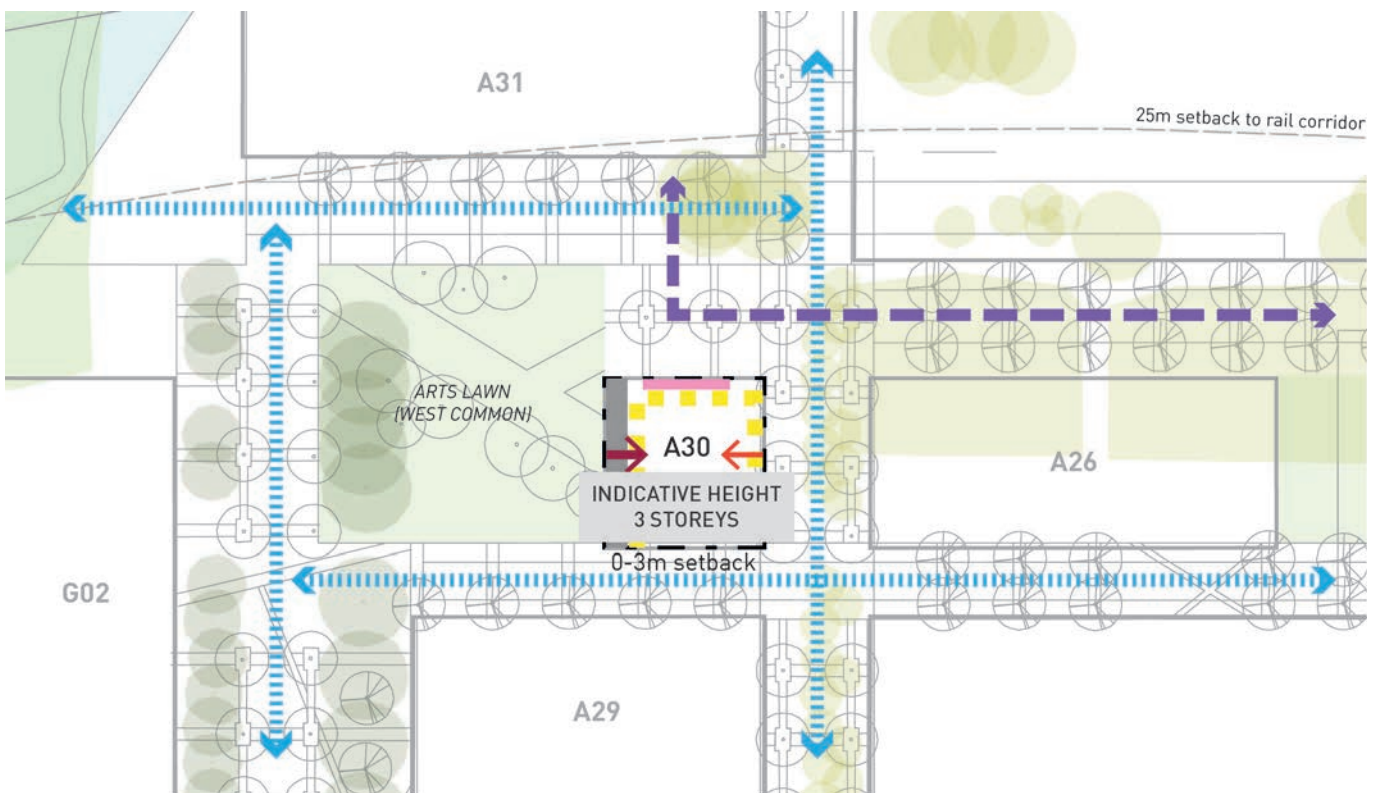 A31
25m setback to rail corridor
ARTS LAWN
(WEST COMMON)
A30
A26
INDICATIVE HEIGHT
3 STOREYS
0-3m setback
G02
A29